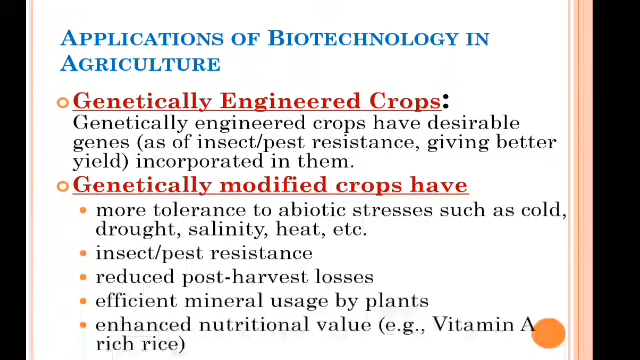 APPLICATIONS OF BIOTECHNOLOGY IN
AGRICULTURE
Genetically Engineered Crops:
Genetically engineered crops have desirable
genes (as of insect/pest resistance, giving better
yield) incorporated in them.
Genetically modified crops have
more tolerance to abiotic stresses such as cold,
drought, salinity, heat, etc.
insect/pest resistance
reduced post-harvest losses
efficient mineral usage by plants
enhanced nutritional value (e.g., Vitamin A
rich rice)